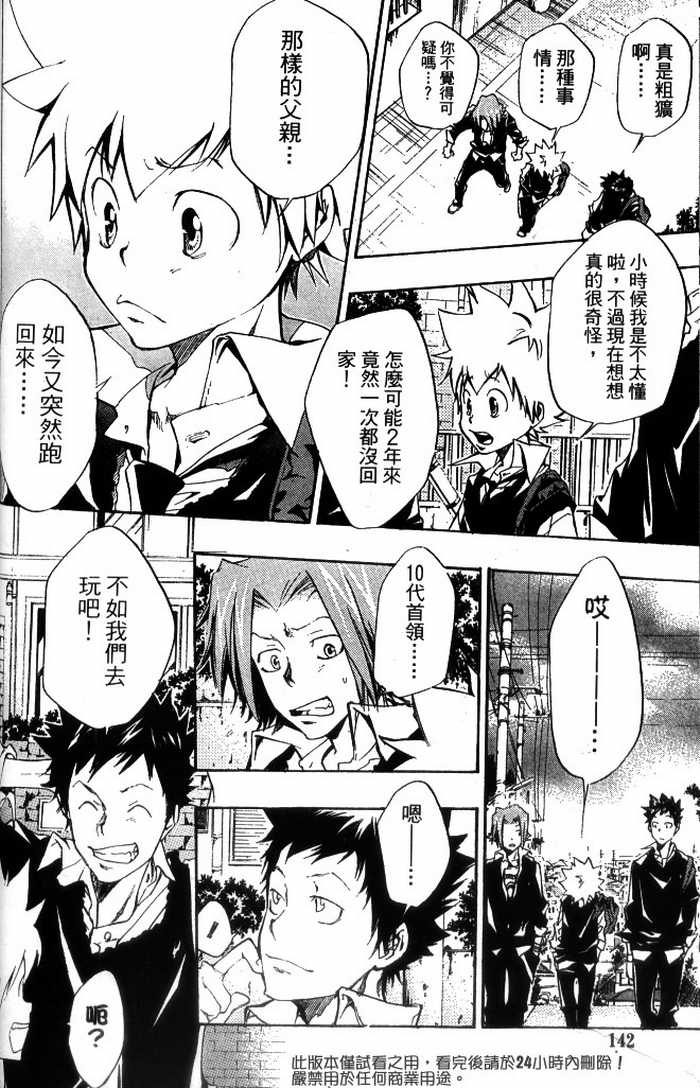 真是粗獷
啊……
那種事
情……
你不覺得可
疑嗎…?
小時候我是不太懂
啦，不過現在想想
真的很奇怪，
怎麼可能2年來
竟然一次都沒回
家！
那樣的父親…
如今又突然跑
回來……
哎——…
10代首領……
不如我們去
玩吧！
嗯——…
！
呃？
142
此版本僅試看之用，看完後請於24小時內刪除！
嚴禁用於任何商業用途。